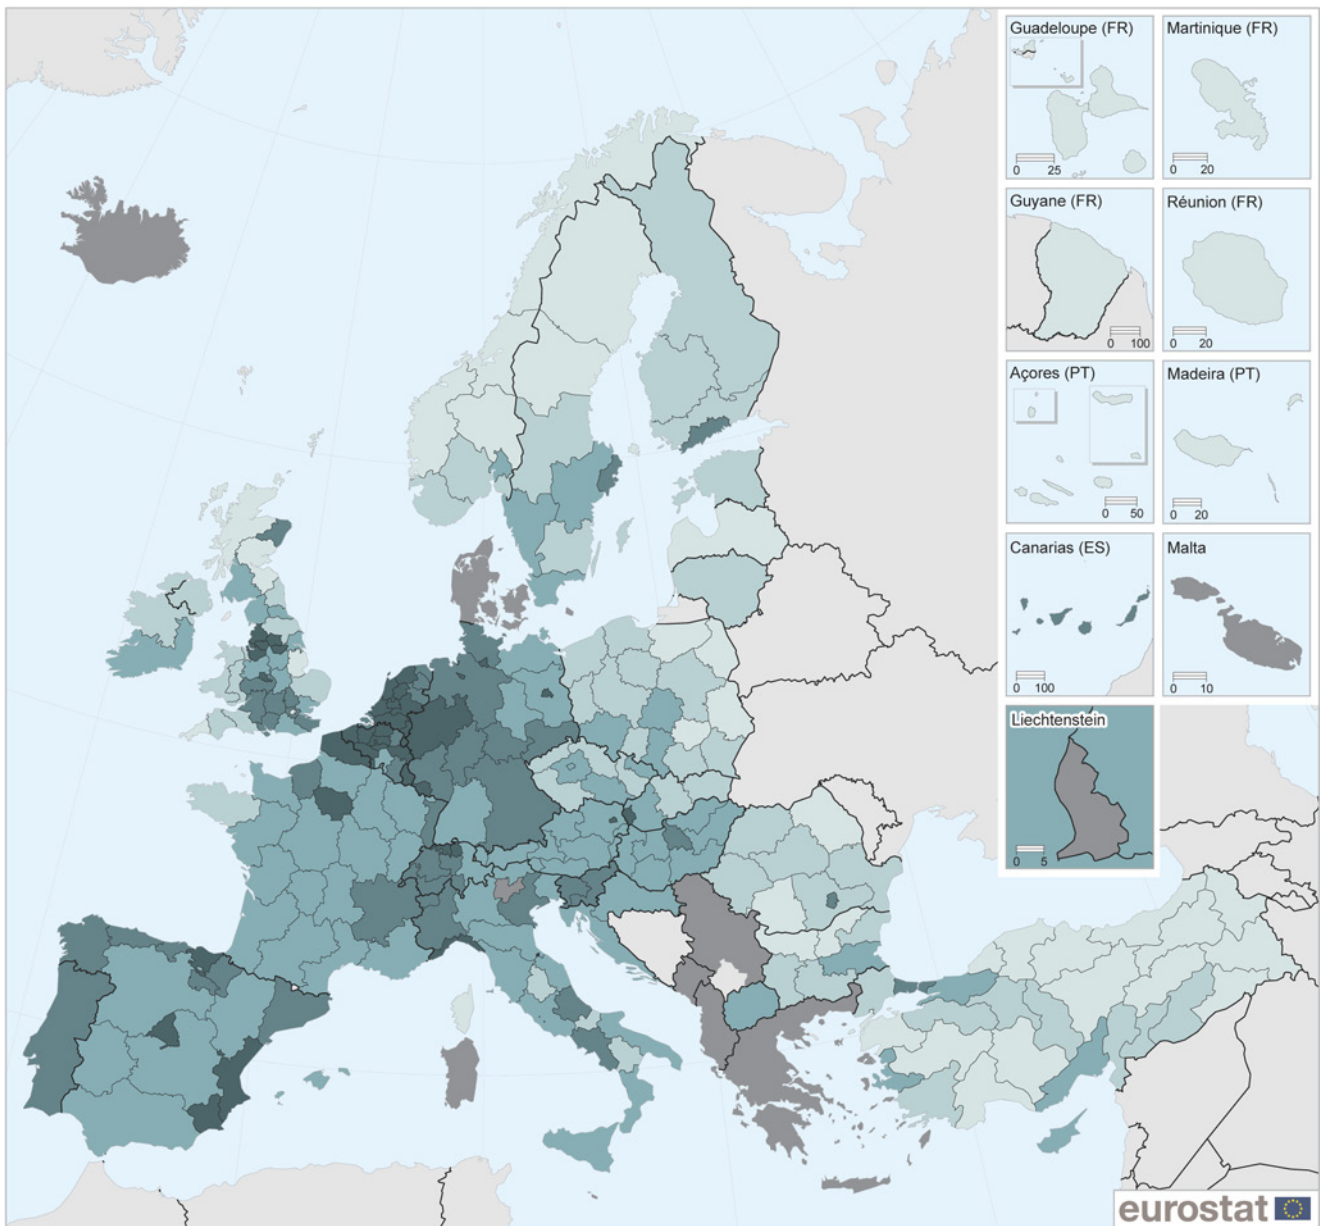 Guadeloupe (FR)
0 25
Martinique (FR)
0 20
Guyane (FR)
0 100
Réunion (FR)
0 20
Açores (PT)
0 50
Madeira (PT)
0 20
Canarias (ES)
0 100
Malta
0 10
Liechtenstein
0 5
eurostat